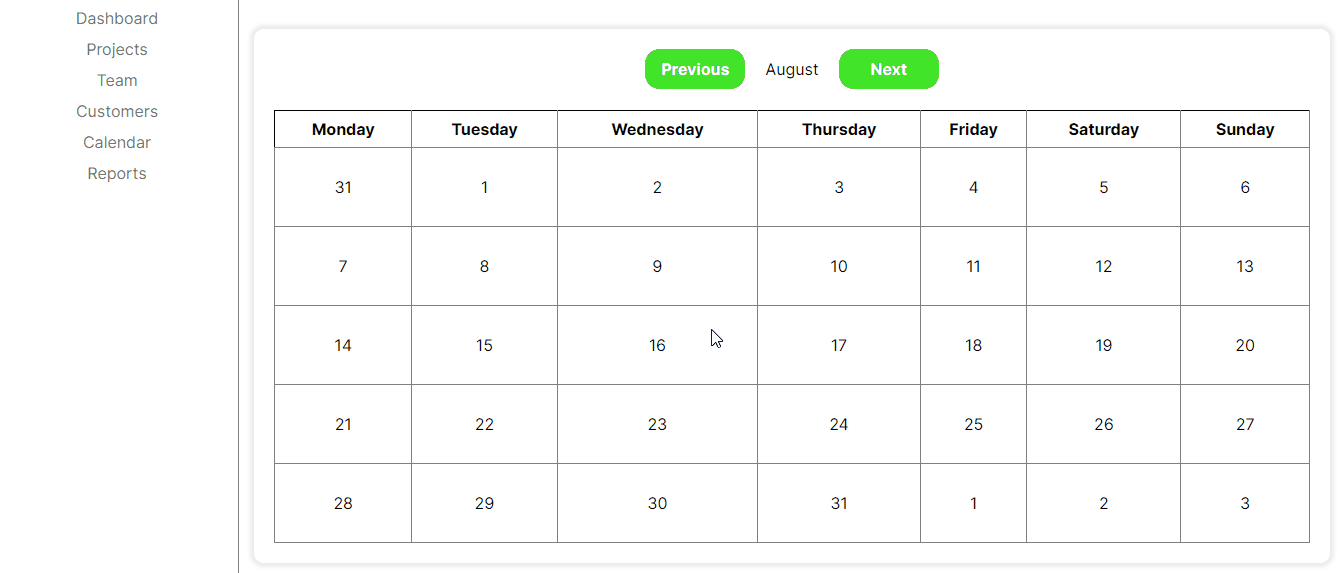 Dashboard
Projects
Team
Customers
Calendar
Reports
Previous August Next
Monday Tuesday Wednesday Thursday Friday Saturday Sunday
31 1 2 3 4 5 6
7 8 9 10 11 12 13
14 15 16 17 18 19 20
21 22 23 24 25 26 27
28 29 30 31 1 2 3